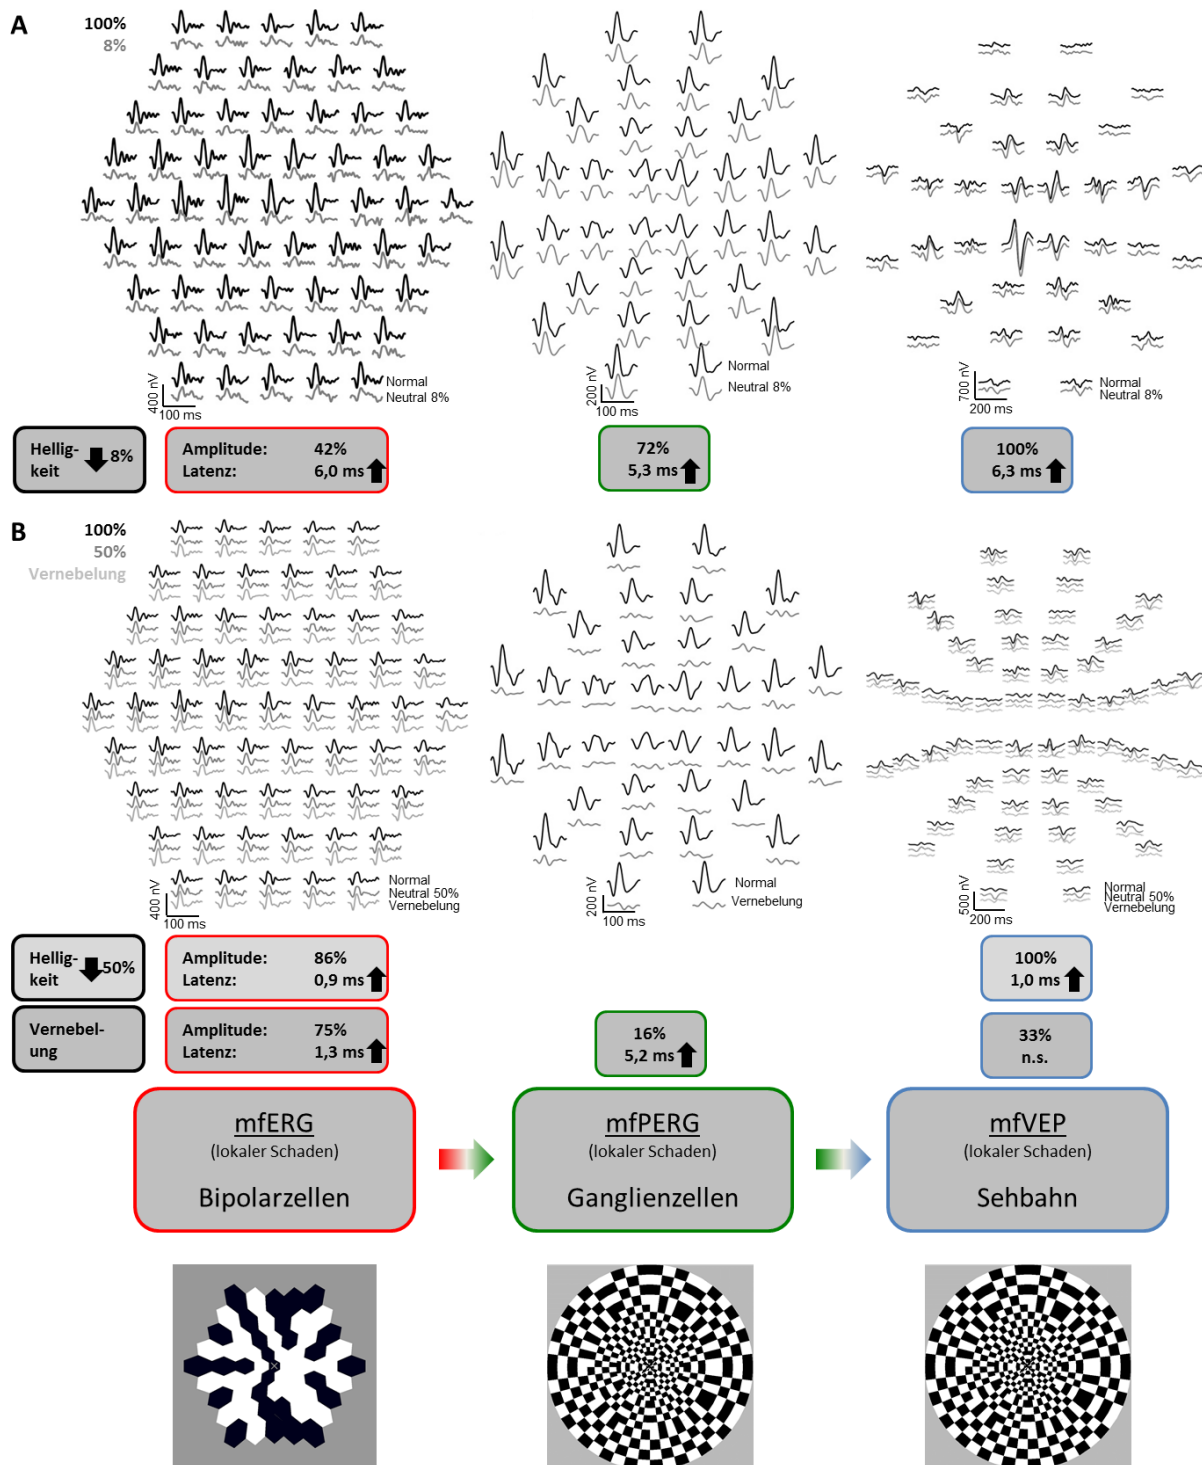 A
100%
8%
400 nV
100 ms
Normal
Neutral 8%
200 nV
100 ms
Normal
Neutral 8%
700 nV
200 ms
Normal
Neutral 8%
Hellig-
keit
8%
Amplitude: 42%
Latenz: 6,0 ms
72%
5,3 ms
100%
6,3 ms
B
100%
50%
Vernebelung
400 nV
100 ms
Normal
Neutral 50%
Vernebelung
200 nV
100 ms
Normal
Vernebelung
500 nV
200 ms
Normal
Neutral 50%
Vernebelung
Hellig-
keit
50%
Amplitude: 86%
Latenz: 0,9 ms
100%
1,0 ms
Vernebel-
ung
Amplitude: 75%
Latenz: 1,3 ms
16%
5,2 ms
33%
n.s.
mfERG
(lokaler Schaden)
Bipolarzellen
mfPERG
(lokaler Schaden)
Ganglienzellen
mfVEP
(lokaler Schaden)
Sehbahn